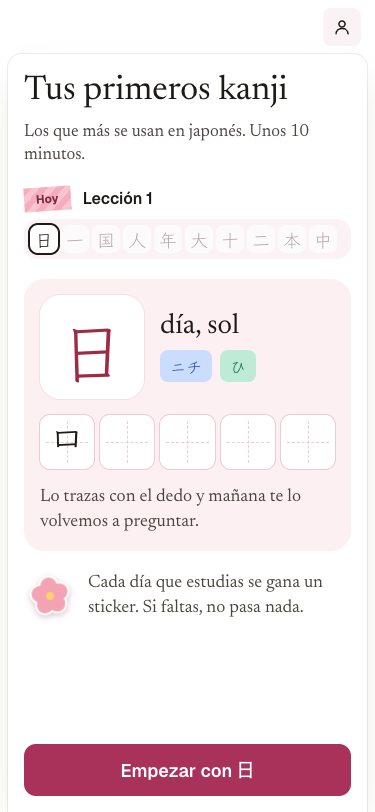 Tus primeros kanji
Los que más se usan en japonés. Unos 10
minutos.
Hoy Lección 1
日 一 国 人 年 大 十 二 本 中
日
día, sol
ニチ ひ
Lo trazas con el dedo y mañana te lo
volvemos a preguntar.
Cada día que estudias se gana un
sticker. Si faltas, no pasa nada.
Empezar con 日